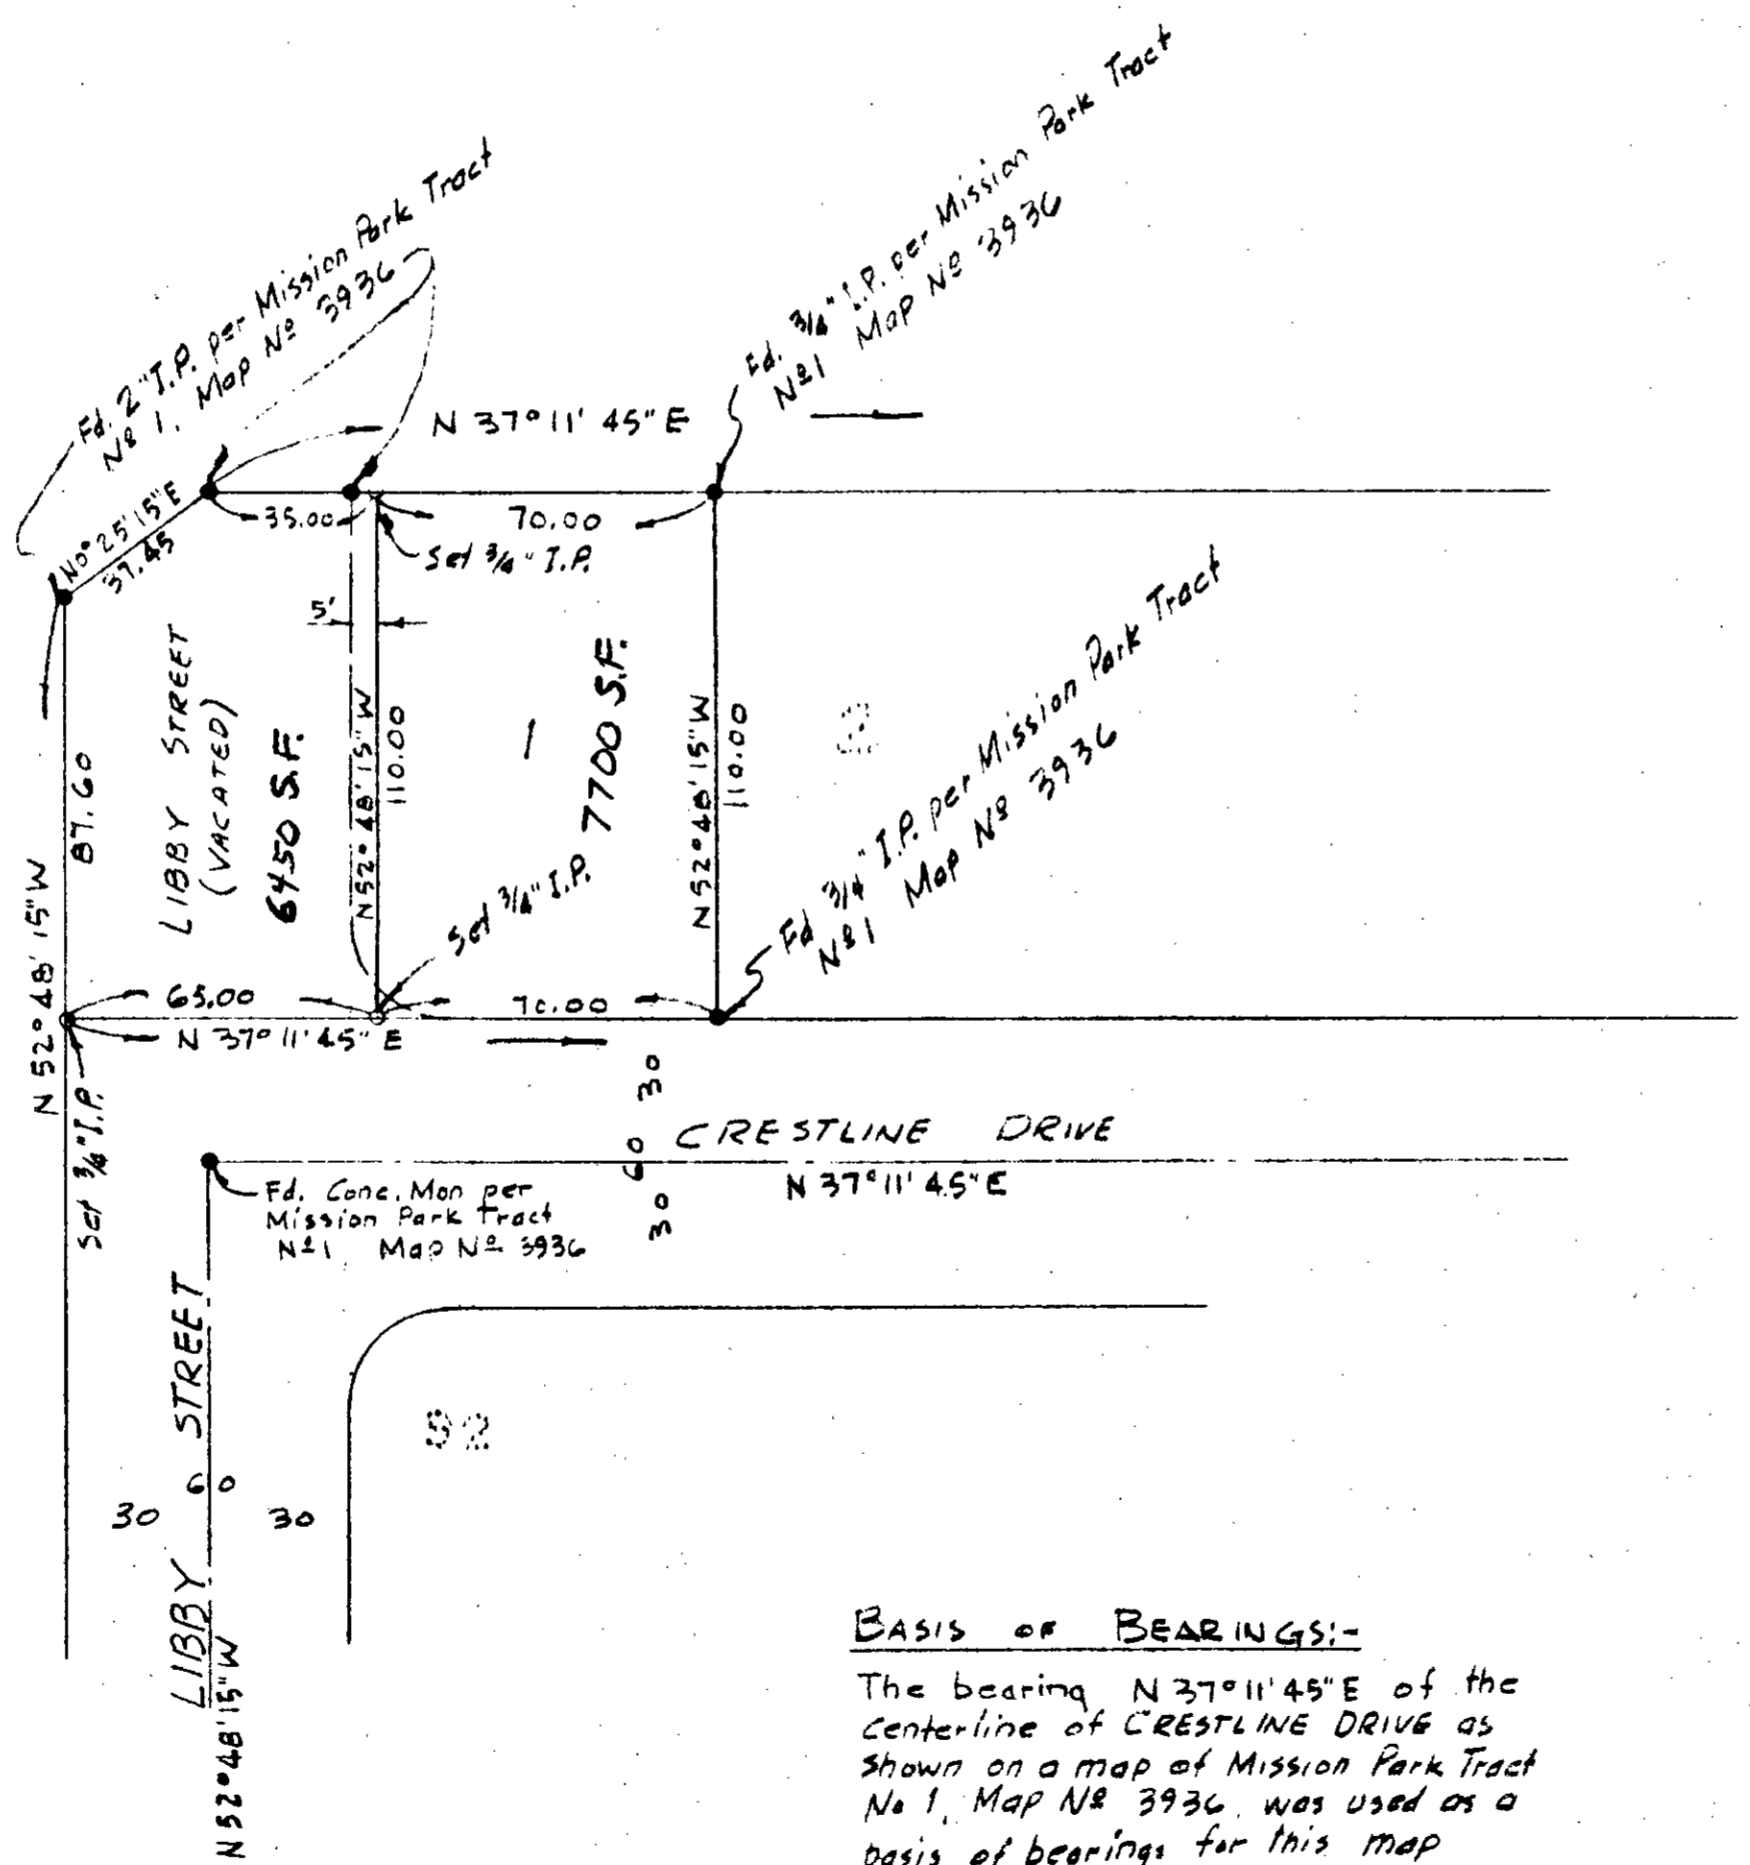 Fd. 2" I.P. per Mission Park Tract
Nº 1, Map Nº 3936
Fd. 3/4" I.P. per Mission Park Tract
Nº1 Map Nº 3936
N 37° 11' 45" E
N0° 25' 15" E
37.45
35.00
70.00
Set 3/4" I.P.
5'
LIBBY STREET
(VACATED)
6450 S.F.
N 52° 48' 15" W
110.00
1
7700 S.F.
N 52° 48' 15" W
110.00
87.60
N 52° 48' 15" W
Set 3/4" I.P.
Fd 3/4" I.P. per Mission Park Tract
Nº1 Map Nº 3936
65.00
70.00
N 37° 11' 45" E
Set 3/4" I.P.
30
60
30
CRESTLINE DRIVE
N 37° 11' 45" E
Fd. Conc. Mon per
Mission Park Tract
Nº1 Map Nº 3936
92
LIBBY STREET
60
30
30
N 52° 48' 15" W
BASIS OF BEARINGS:-
The bearing N 37° 11' 45" E of the
centerline of CRESTLINE DRIVE as
shown on a map of Mission Park Tract
No 1, Map Nº 3936, was used as a
basis of bearings for this map